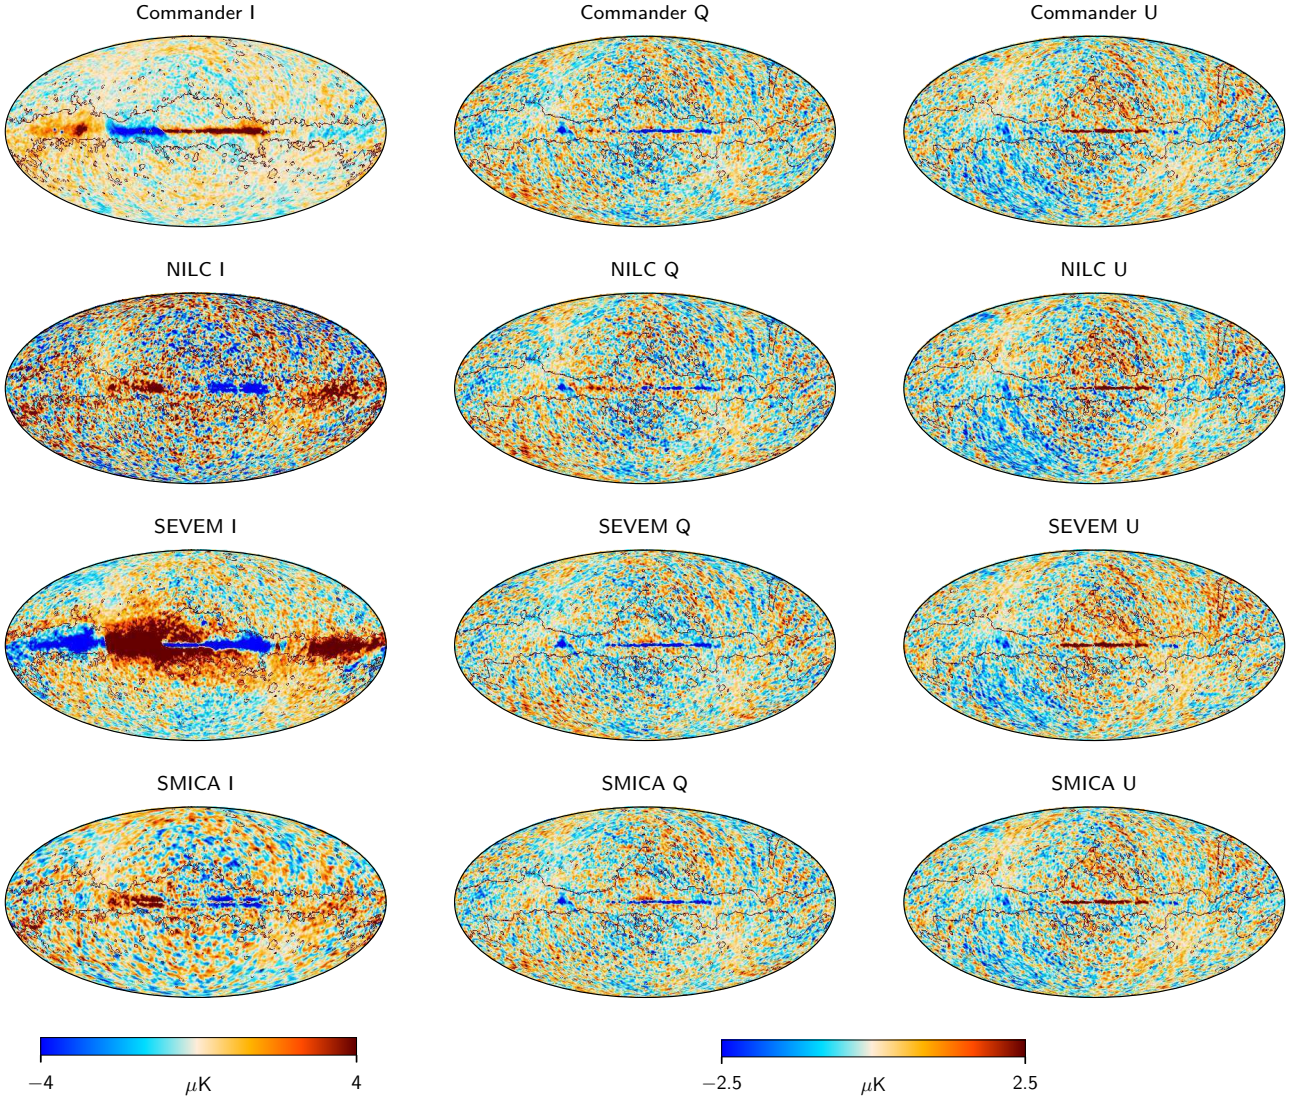 Commander I
Commander Q
Commander U
NILC I
NILC Q
NILC U
SEVEM I
SEVEM Q
SEVEM U
SMICA I
SMICA Q
SMICA U
−4 μK 4
−2.5 μK 2.5